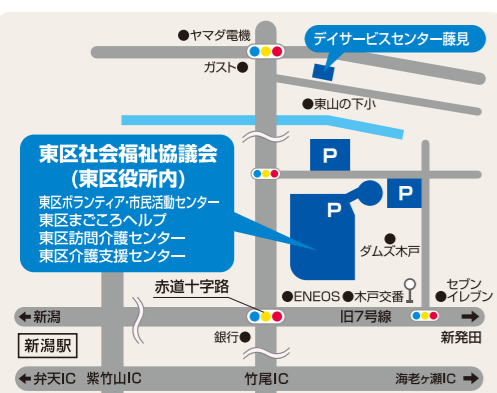 ●ヤマダ電機
デイサービスセンター藤見
ガスト●
●東山の下小
東区社会福祉協議会
(東区役所内)
東区ボランティア・市民活動センター
東区まごころヘルプ
東区訪問介護センター
東区介護支援センター
P
P
P
●
ダムズ木戸
赤道十字路
●ENEOS ●木戸交番
セブン
●イレブン
←新潟
旧7号線
→
新発田
新潟駅
銀行●
←弁天IC 紫竹山IC
竹尾IC
海老ヶ瀬IC →